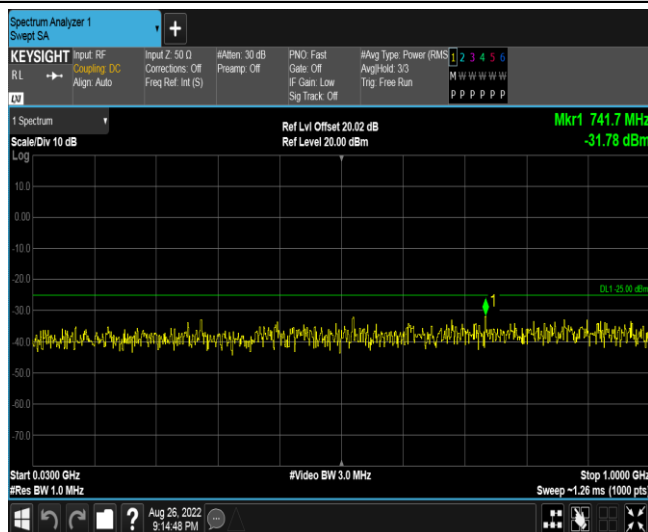 Spectrum Analyzer 1
Swept SA
KEYSIGHT
RL
LXI
Input: RF
Coupling: DC
Align: Auto
Input Z: 50 Ω
Corrections: Off
Freq Ref: Int (S)
#Atten: 30 dB
Preamp: Off
PNO: Fast
Gate: Off
IF Gain: Low
Sig Track: Off
#Avg Type: Power (RMS
Avg|Hold: 3/3
Trig: Free Run
1 2 3 4 5 6
M W W W W W
P P P P P P
1 Spectrum
Scale/Div 10 dB
Log
Ref Lvl Offset 20.02 dB
Ref Level 20.00 dBm
Mkr1 741.7 MHz
-31.78 dBm
10.0
0.00
-10.0
-20.0
DL1 -25.00 dBm
1
-30.0
-40.0
-50.0
-60.0
-70.0
Start 0.0300 GHz
#Res BW 1.0 MHz
#Video BW 3.0 MHz
Stop 1.0000 GHz
Sweep ~1.26 ms (1000 pts)
?
Aug 26, 2022
9:14:48 PM